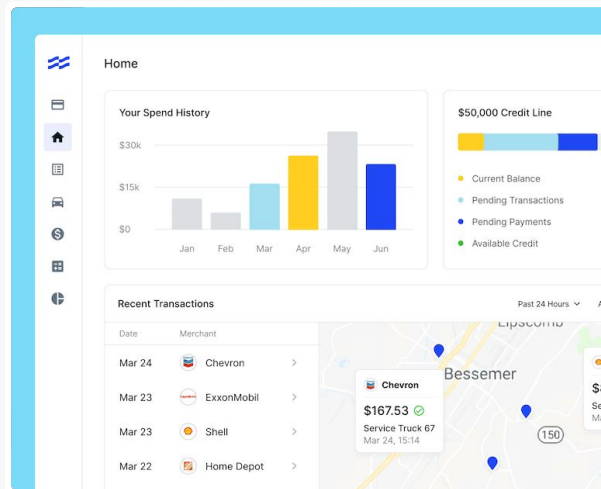 Home
Your Spend History
$30k
$15k
$0
Jan Feb Mar Apr May Jun
$50,000 Credit Line
Current Balance
Pending Transactions
Pending Payments
Available Credit
Recent Transactions
Past 24 Hours
Date Merchant
Mar 24 Chevron
Mar 23 ExxonMobil
Mar 23 Shell
Mar 22 Home Depot
Lipscomb
Bessemer
150
Chevron
$167.53
Service Truck 67
Mar 24, 15:14